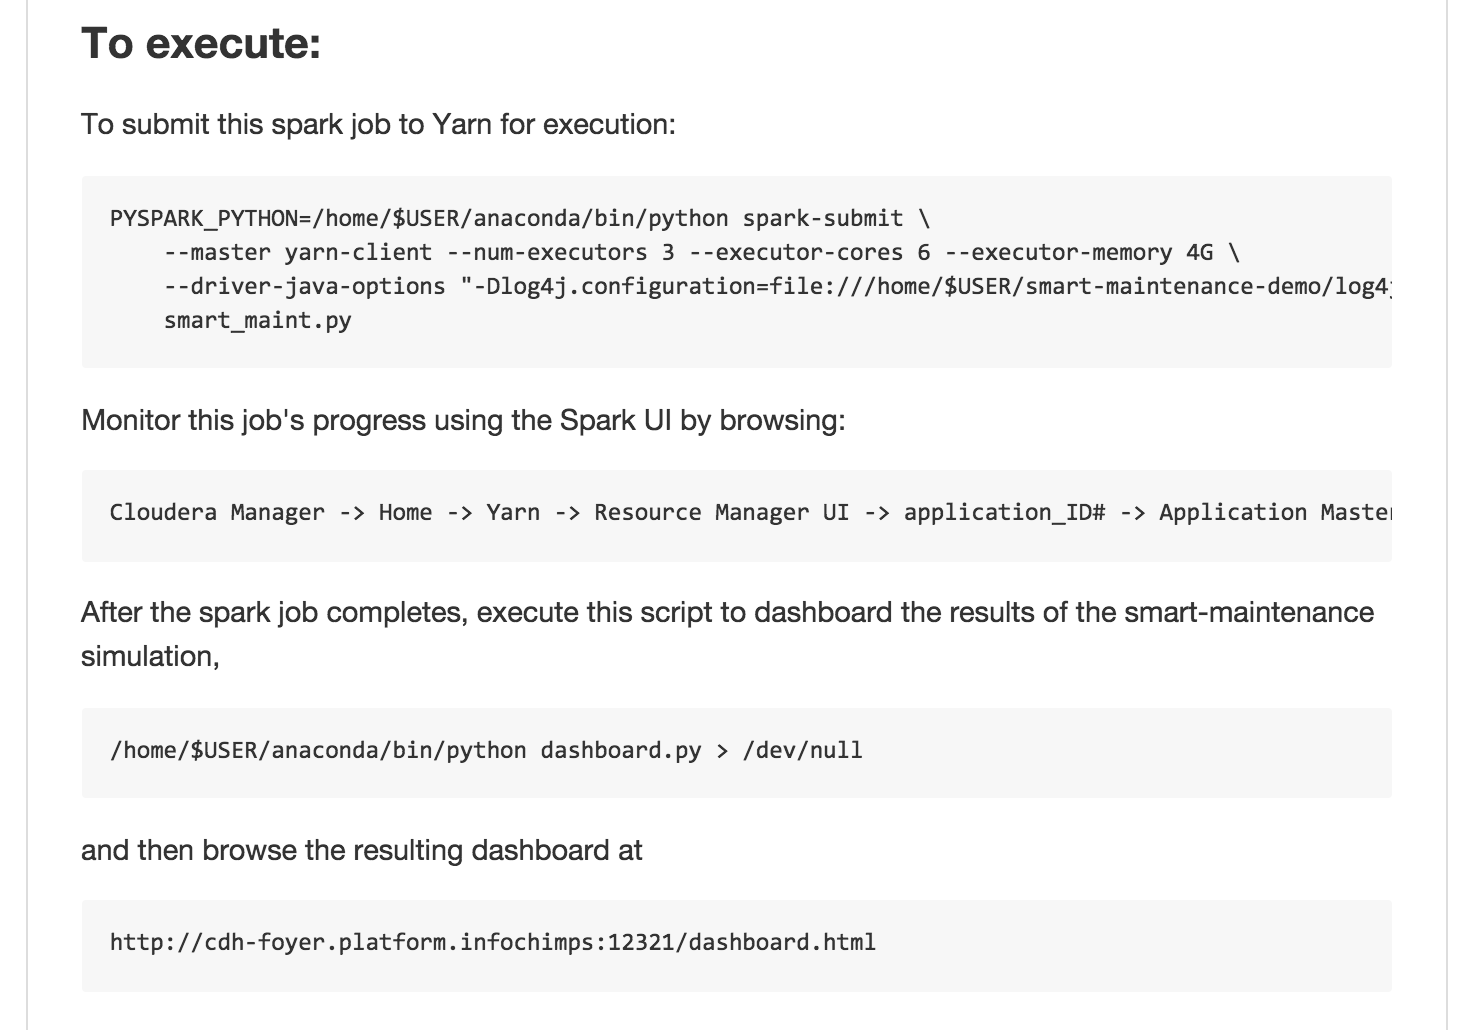 To execute:
To submit this spark job to Yarn for execution:
PYSPARK_PYTHON=/home/$USER/anaconda/bin/python spark-submit \
--master yarn-client --num-executors 3 --executor-cores 6 --executor-memory 4G \
--driver-java-options "-Dlog4j.configuration=file:///home/$USER/smart-maintenance-demo/log4j
smart_maint.py
Monitor this job's progress using the Spark UI by browsing:
Cloudera Manager -> Home -> Yarn -> Resource Manager UI -> application_ID# -> Application Master
After the spark job completes, execute this script to dashboard the results of the smart-maintenance
simulation,
/home/$USER/anaconda/bin/python dashboard.py > /dev/null
and then browse the resulting dashboard at
http://cdh-foyer.platform.infochimps:12321/dashboard.html